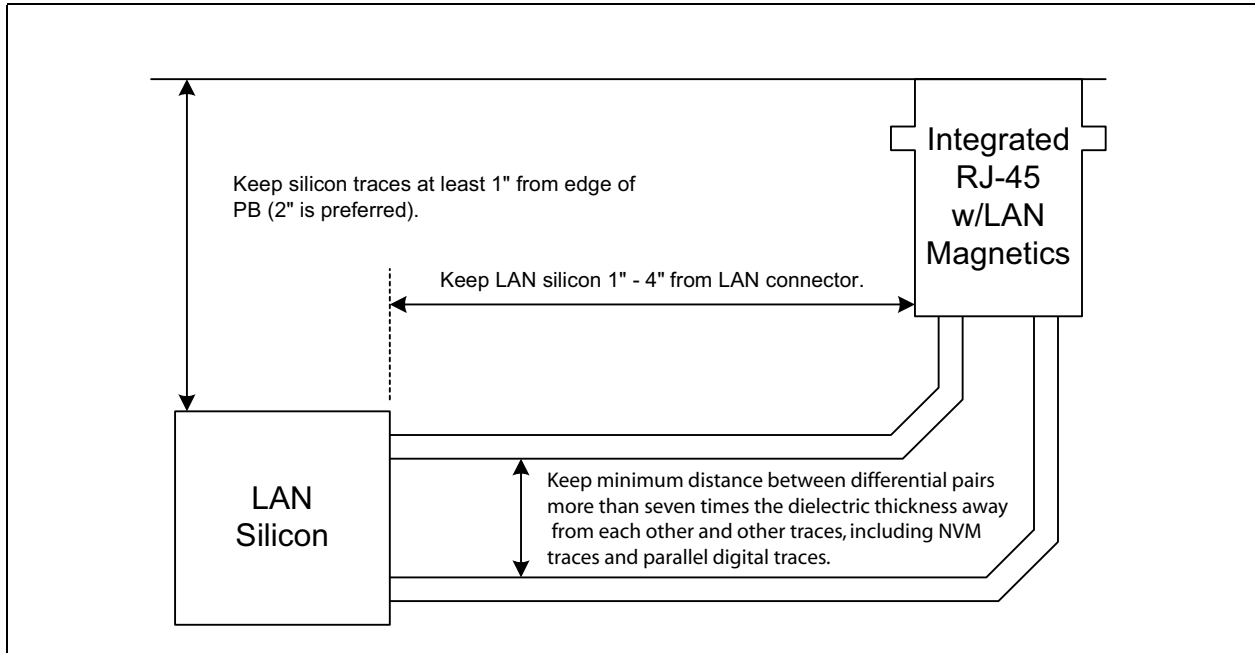 Integrated
RJ-45
w/LAN
Magnetics
Keep silicon traces at least 1" from edge of
PB (2" is preferred).
Keep LAN silicon 1" - 4" from LAN connector.
LAN
Silicon
Keep minimum distance between differential pairs
more than seven times the dielectric thickness away
from each other and other traces, including NVM
traces and parallel digital traces.